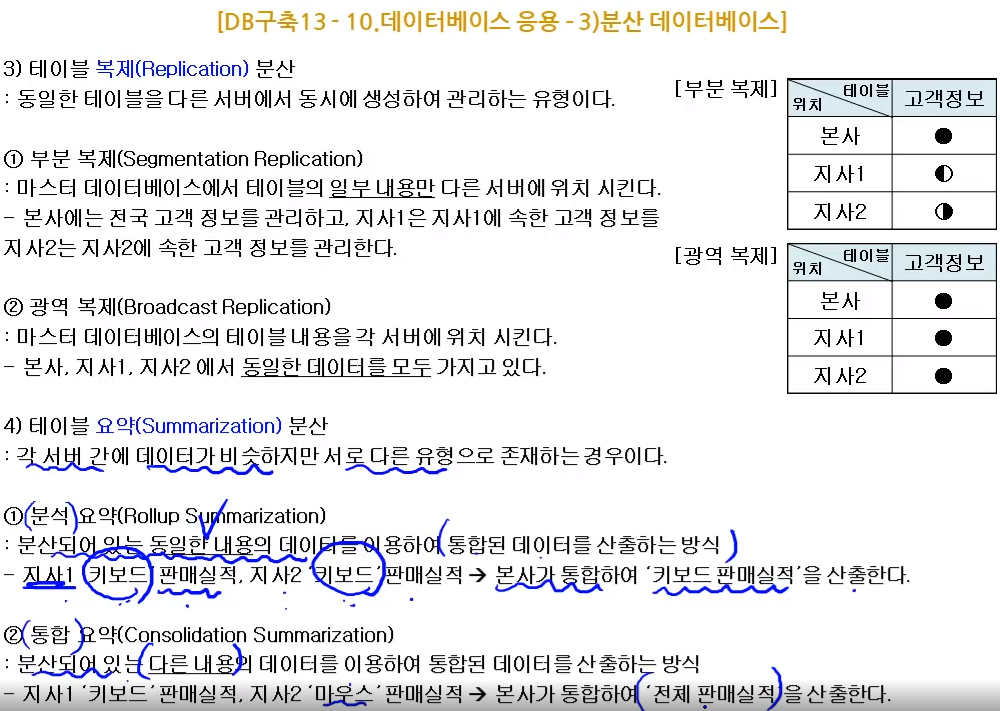 [DB구축13 - 10.데이터베이스 응용 - 3)분산 데이터베이스]
3) 테이블 복제(Replication) 분산
: 동일한 테이블을 다른 서버에서 동시에 생성하여 관리하는 유형이다.
① 부분 복제(Segmentation Replication)
: 마스터 데이터베이스에서 테이블의 일부 내용만 다른 서버에 위치 시킨다.
- 본사에는 전국 고객 정보를 관리하고, 지사1은 지사1에 속한 고객 정보를
지사2는 지사2에 속한 고객 정보를 관리한다.
[부분 복제]
테이블 고객정보
위치
본사 ●
지사1 ◐
지사2 ◑
② 광역 복제(Broadcast Replication)
: 마스터 데이터베이스의 테이블 내용을 각 서버에 위치 시킨다.
- 본사, 지사1, 지사2 에서 동일한 데이터를 모두 가지고 있다.
[광역 복제]
테이블 고객정보
위치
본사 ●
지사1 ●
지사2 ●
4) 테이블 요약(Summarization) 분산
: 각 서버 간에 데이터가 비슷하지만 서로 다른 유형으로 존재하는 경우이다.
① 분석 요약(Rollup Summarization)
: 분산되어 있는 동일한 내용의 데이터를 이용하여 통합된 데이터를 산출하는 방식
- 지사1 ‘키보드’ 판매실적, 지사2 ‘키보드’ 판매실적 → 본사가 통합하여 ‘키보드 판매실적’을 산출한다.
② 통합 요약(Consolidation Summarization)
: 분산되어 있는 다른 내용의 데이터를 이용하여 통합된 데이터를 산출하는 방식
- 지사1 ‘키보드’ 판매실적, 지사2 ‘마우스’ 판매실적 → 본사가 통합하여 ‘전체 판매실적’을 산출한다.